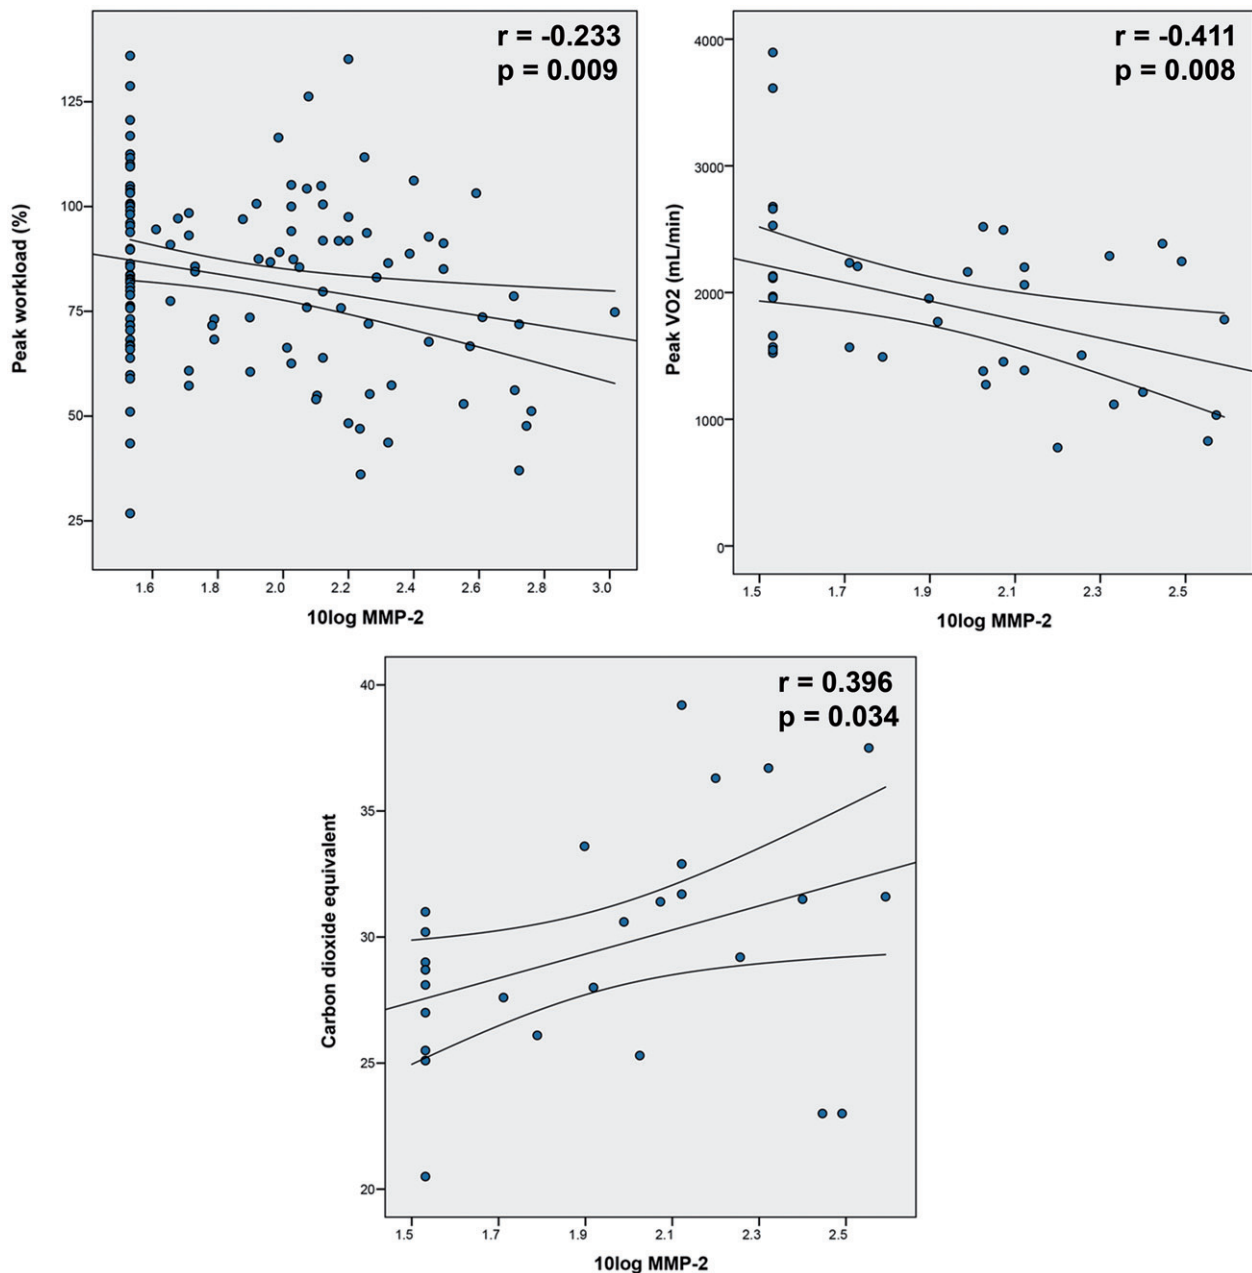 r = -0.233
p = 0.009
125
100
75
50
25
Peak workload (%)
1.6 1.8 2.0 2.2 2.4 2.6 2.8 3.0
10log MMP-2
r = -0.411
p = 0.008
4000
3000
2000
1000
0
Peak VO2 (mL/min)
1.5 1.7 1.9 2.1 2.3 2.5
10log MMP-2
r = 0.396
p = 0.034
40
35
30
25
20
Carbon dioxide equivalent
1.5 1.7 1.9 2.1 2.3 2.5
10log MMP-2